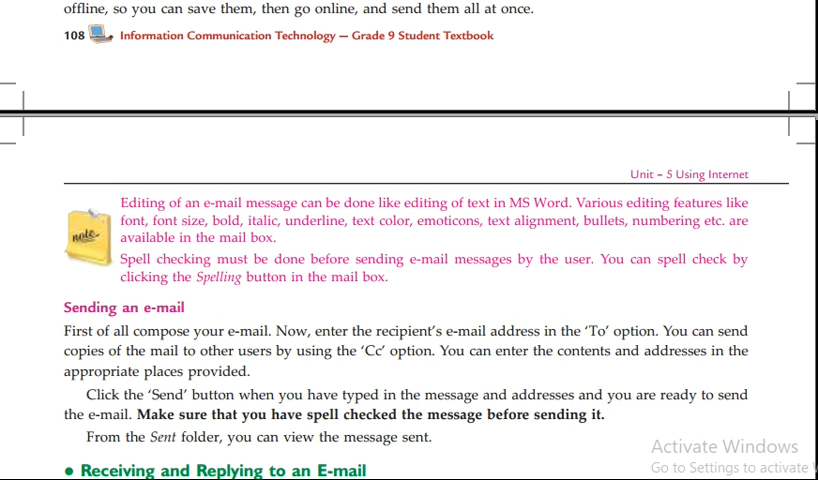 offline, so you can save them, then go online, and send them all at once.
108 Information Communication Technology — Grade 9 Student Textbook
Unit – 5 Using Internet
note
Editing of an e-mail message can be done like editing of text in MS Word. Various editing features like
font, font size, bold, italic, underline, text color, emoticons, text alignment, bullets, numbering etc. are
available in the mail box.
Spell checking must be done before sending e-mail messages by the user. You can spell check by
clicking the Spelling button in the mail box.
Sending an e-mail
First of all compose your e-mail. Now, enter the recipient's e-mail address in the 'To' option. You can send
copies of the mail to other users by using the 'Cc' option. You can enter the contents and addresses in the
appropriate places provided.
Click the 'Send' button when you have typed in the message and addresses and you are ready to send
the e-mail. Make sure that you have spell checked the message before sending it.
From the Sent folder, you can view the message sent.
• Receiving and Replying to an E-mail
Activate Windows
Go to Settings to activate